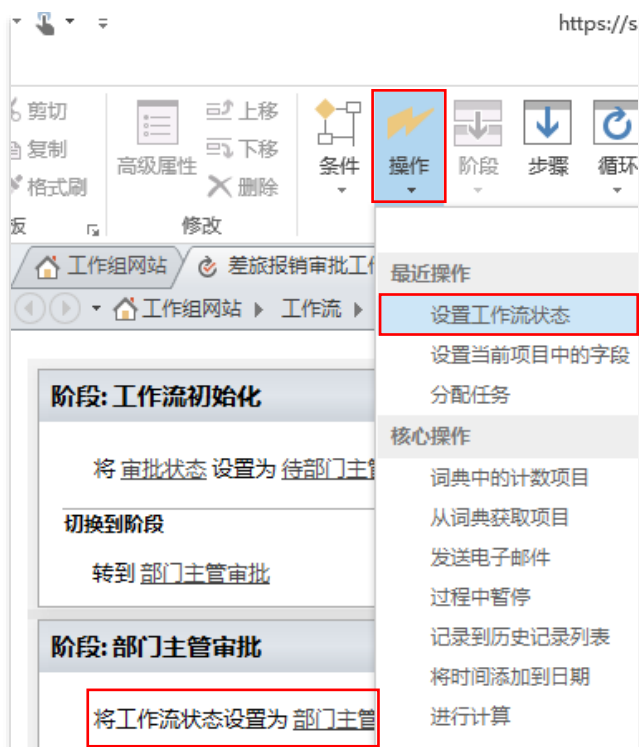 https://s
剪切
复制
格式刷
板
高级属性
上移
下移
删除
修改
条件
操作
阶段
步骤
循环
工作组网站
差旅报销审批工作
工作组网站 工作流
阶段: 工作流初始化
将 审批状态 设置为 待部门主管
切换到阶段
转到 部门主管审批
阶段: 部门主管审批
将工作流状态设置为 部门主管
最近操作
设置工作流状态
设置当前项目中的字段
分配任务
核心操作
词典中的计数项目
从词典获取项目
发送电子邮件
过程中暂停
记录到历史记录列表
将时间添加到日期
进行计算